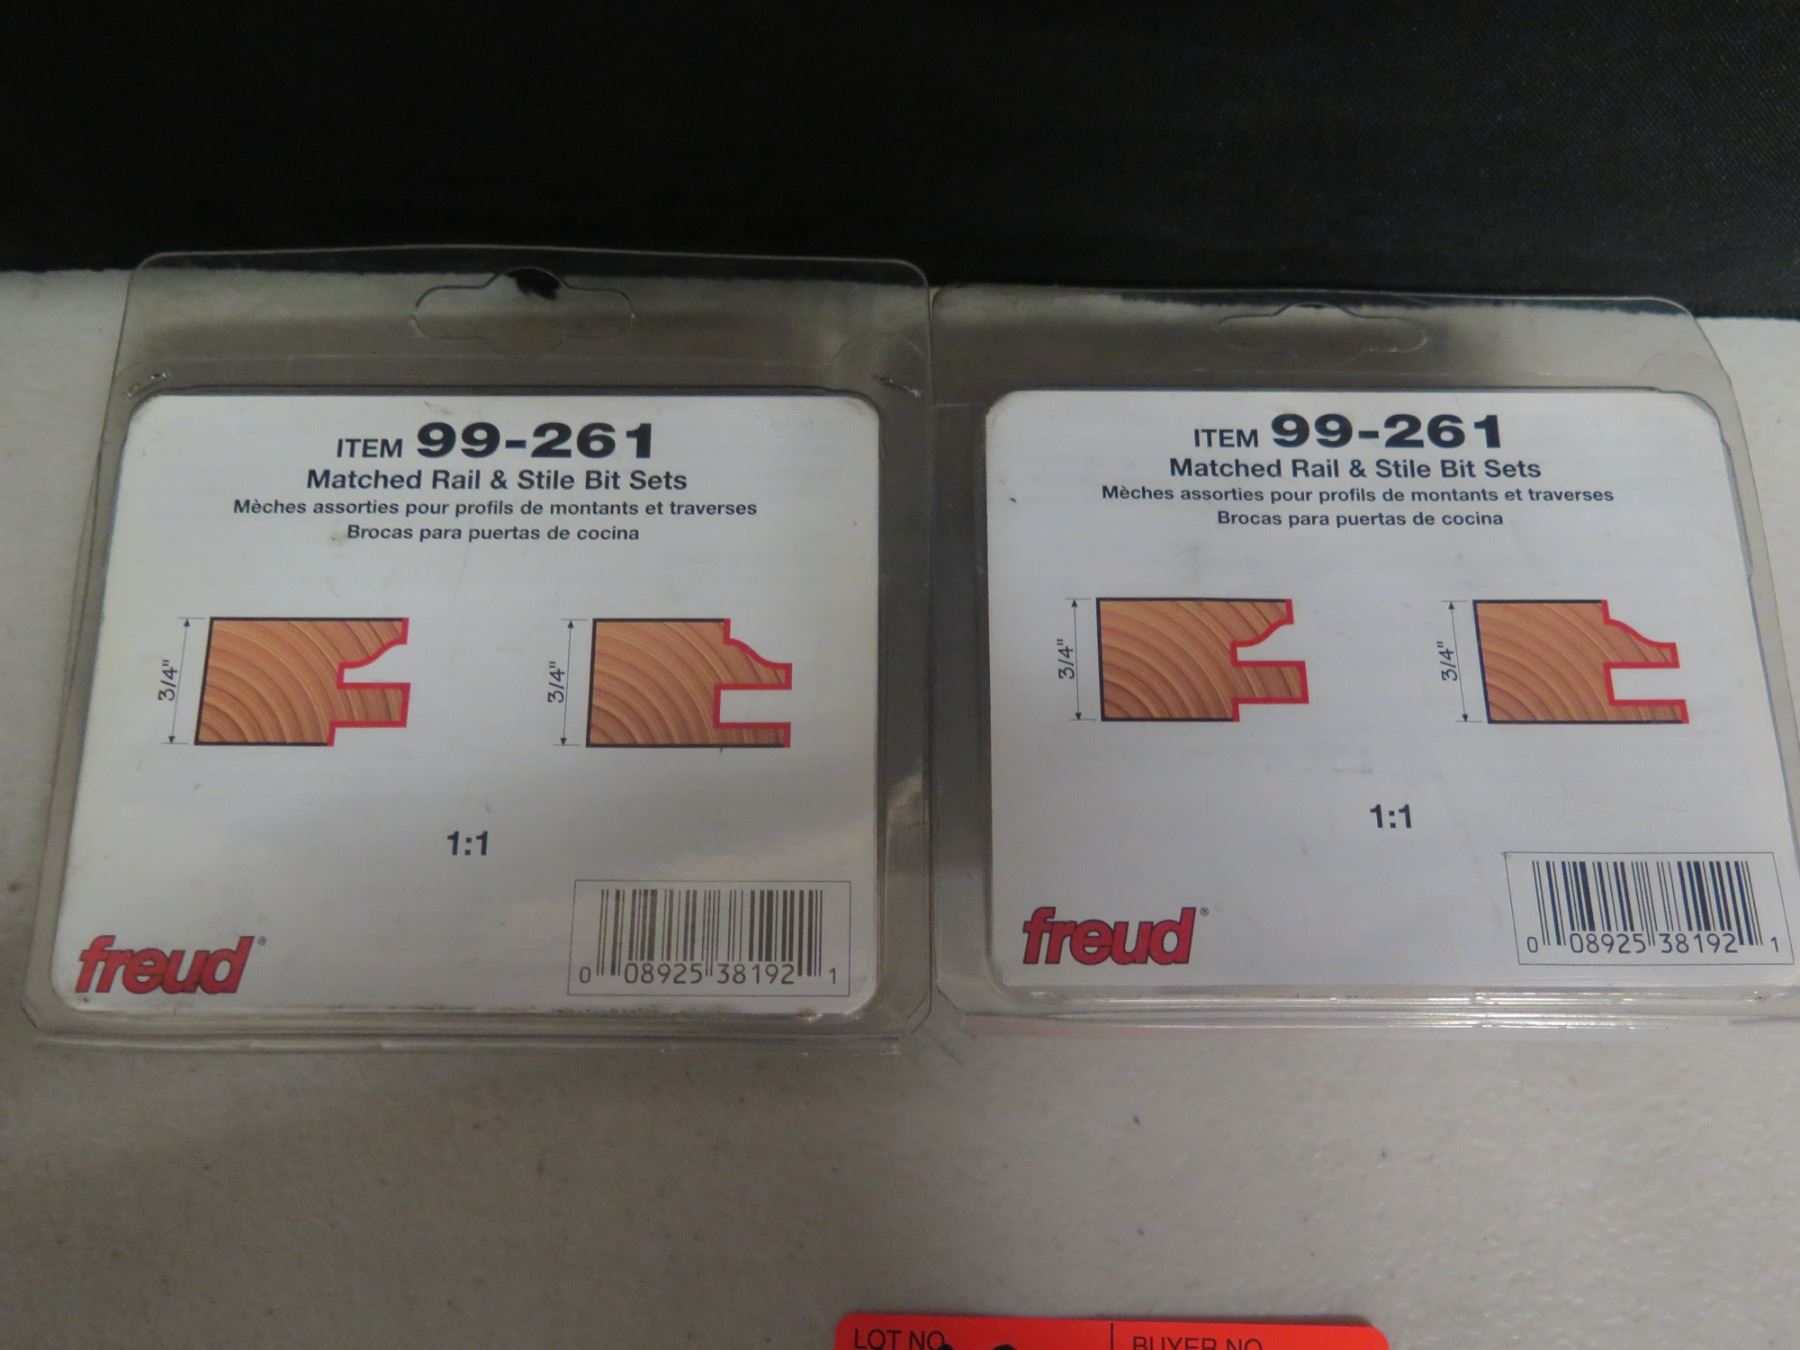 ITEM 99-261
Matched Rail & Stile Bit Sets
Mèches assorties pour profils de montants et traverses
Brocas para puertas de cocina
3/4"
3/4"
1:1
freud®
0 08925 38192 1
ITEM 99-261
Matched Rail & Stile Bit Sets
Mèches assorties pour profils de montants et traverses
Brocas para puertas de cocina
3/4"
3/4"
1:1
freud®
0 08925 38192 1
LOT NO.
BUYER NO.